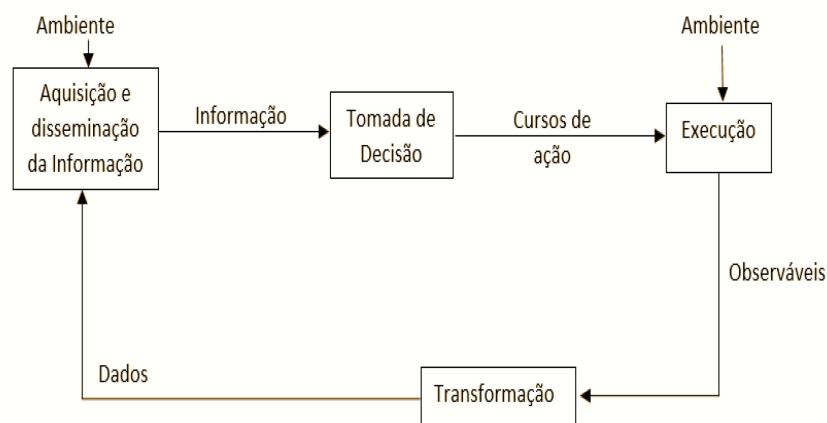 Ambiente
Ambiente
Aquisição e
disseminação
da Informação
Informação
Tomada de
Decisão
Cursos de
ação
Execução
Observáveis
Dados
Transformação